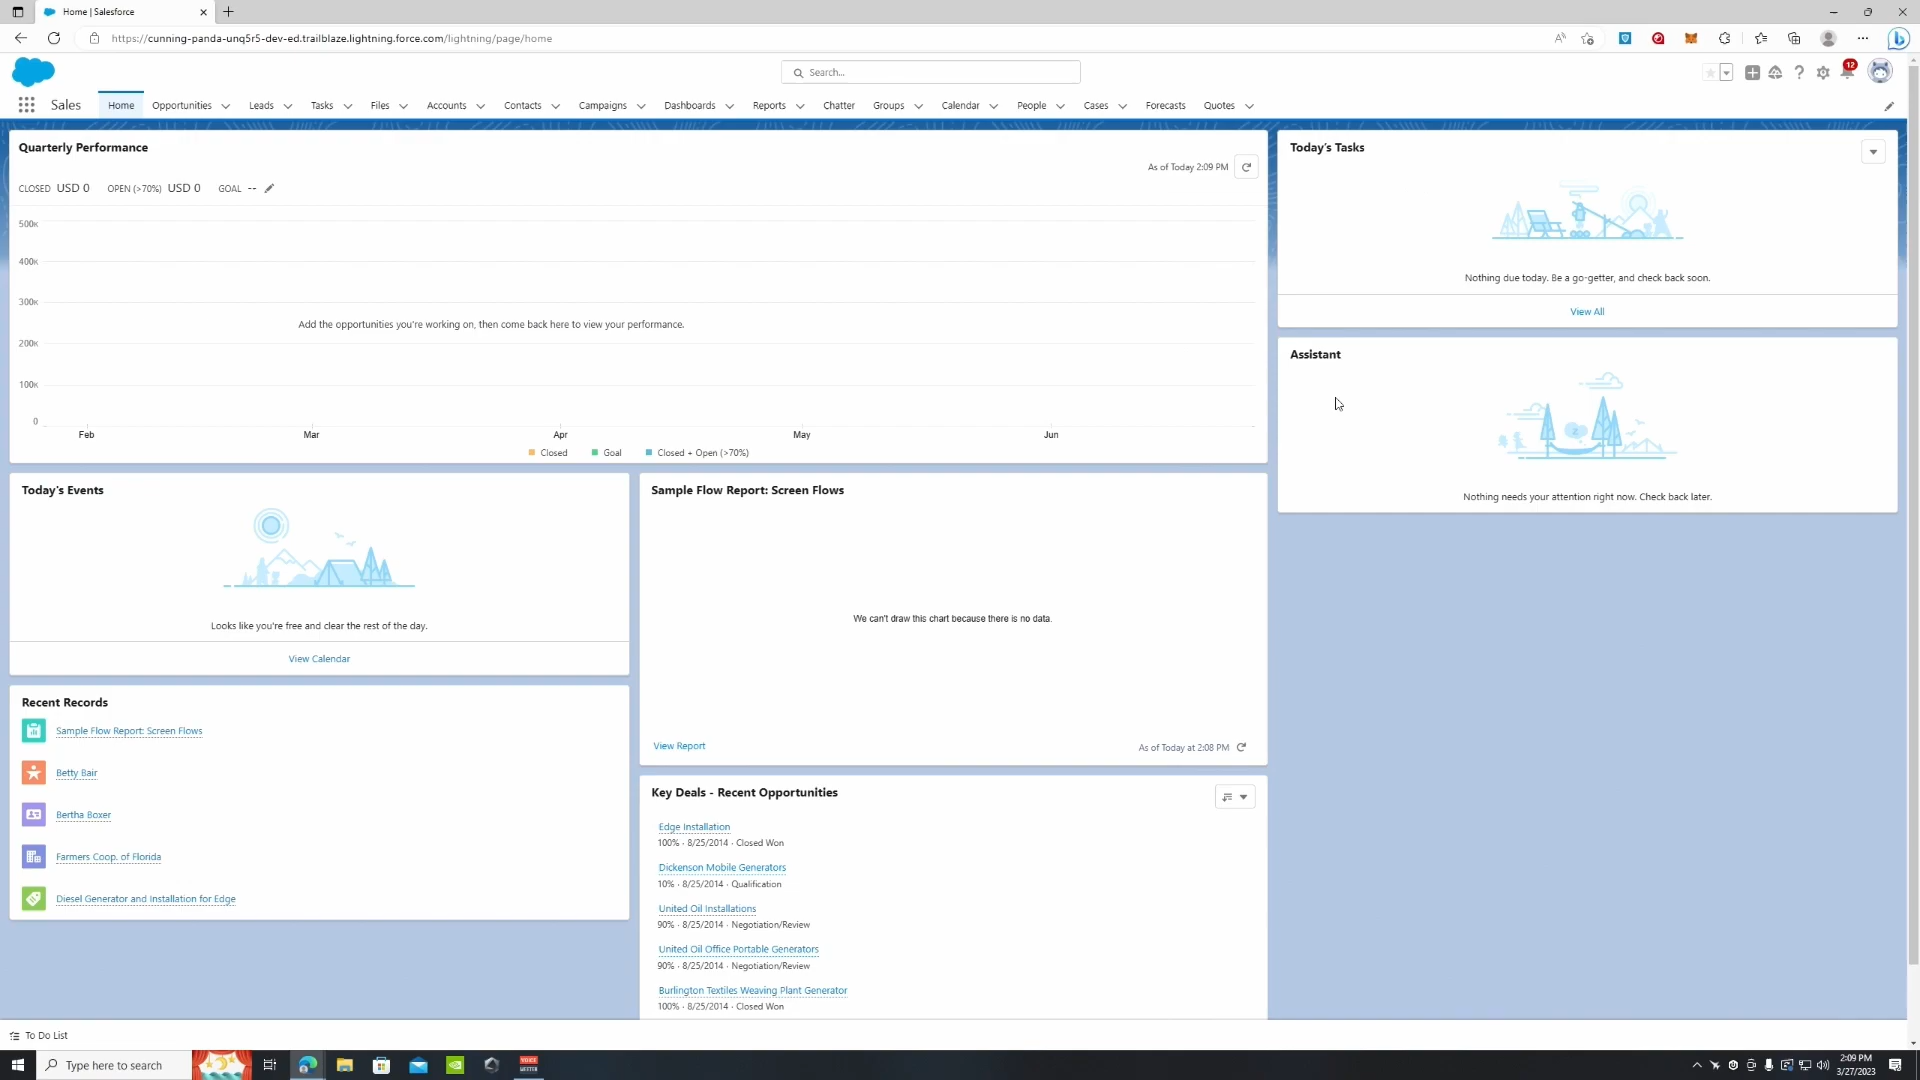 Home | Salesforce
https://cunning-panda-unq5r5-dev-ed.trailblaze.lightning.force.com/lightning/page/home
Search...
12
Sales
Home
Opportunities
Leads
Tasks
Files
Accounts
Contacts
Campaigns
Dashboards
Reports
Chatter
Groups
Calendar
People
Cases
Forecasts
Quotes
Quarterly Performance
As of Today 2:09 PM
CLOSED USD 0 OPEN (>70%) USD 0 GOAL --
500K
400K
300K
Add the opportunities you're working on, then come back here to view your performance.
200K
100K
0
Feb Mar Apr May Jun
Closed Goal Closed + Open (>70%)
Today's Tasks
Nothing due today. Be a go-getter, and check back soon.
View All
Assistant
Nothing needs your attention right now. Check back later.
Today's Events
Looks like you're free and clear the rest of the day.
View Calendar
Sample Flow Report: Screen Flows
We can't draw this chart because there is no data.
View Report
As of Today at 2:08 PM
Recent Records
Sample Flow Report: Screen Flows
Betty Bair
Bertha Boxer
Farmers Coop. of Florida
Diesel Generator and Installation for Edge
Key Deals - Recent Opportunities
Edge Installation
100% · 8/25/2014 · Closed Won
Dickenson Mobile Generators
10% · 8/25/2014 · Qualification
United Oil Installations
90% · 8/25/2014 · Negotiation/Review
United Oil Office Portable Generators
90% · 8/25/2014 · Negotiation/Review
Burlington Textiles Weaving Plant Generator
100% · 8/25/2014 · Closed Won
To Do List
Type here to search
2:09 PM
3/27/2023